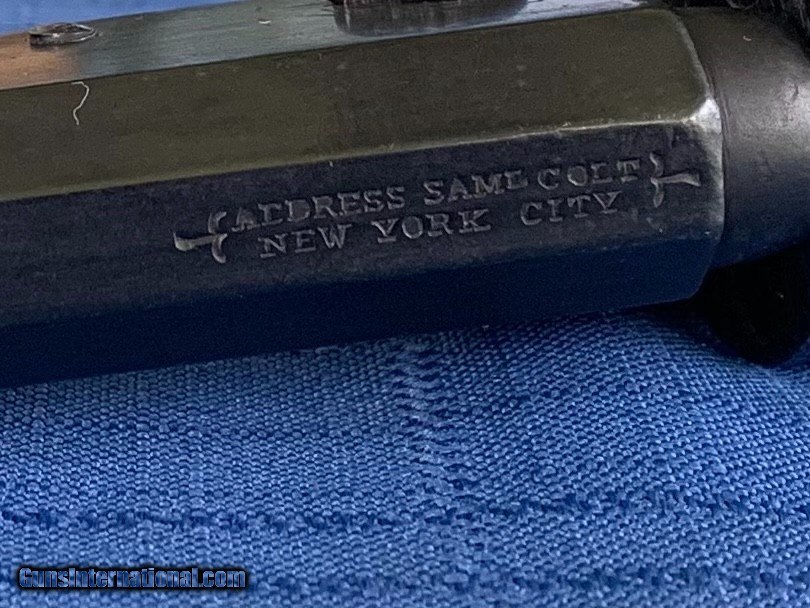 ADDRESS SAML COLT
NEW YORK CITY
GunsInternational.com